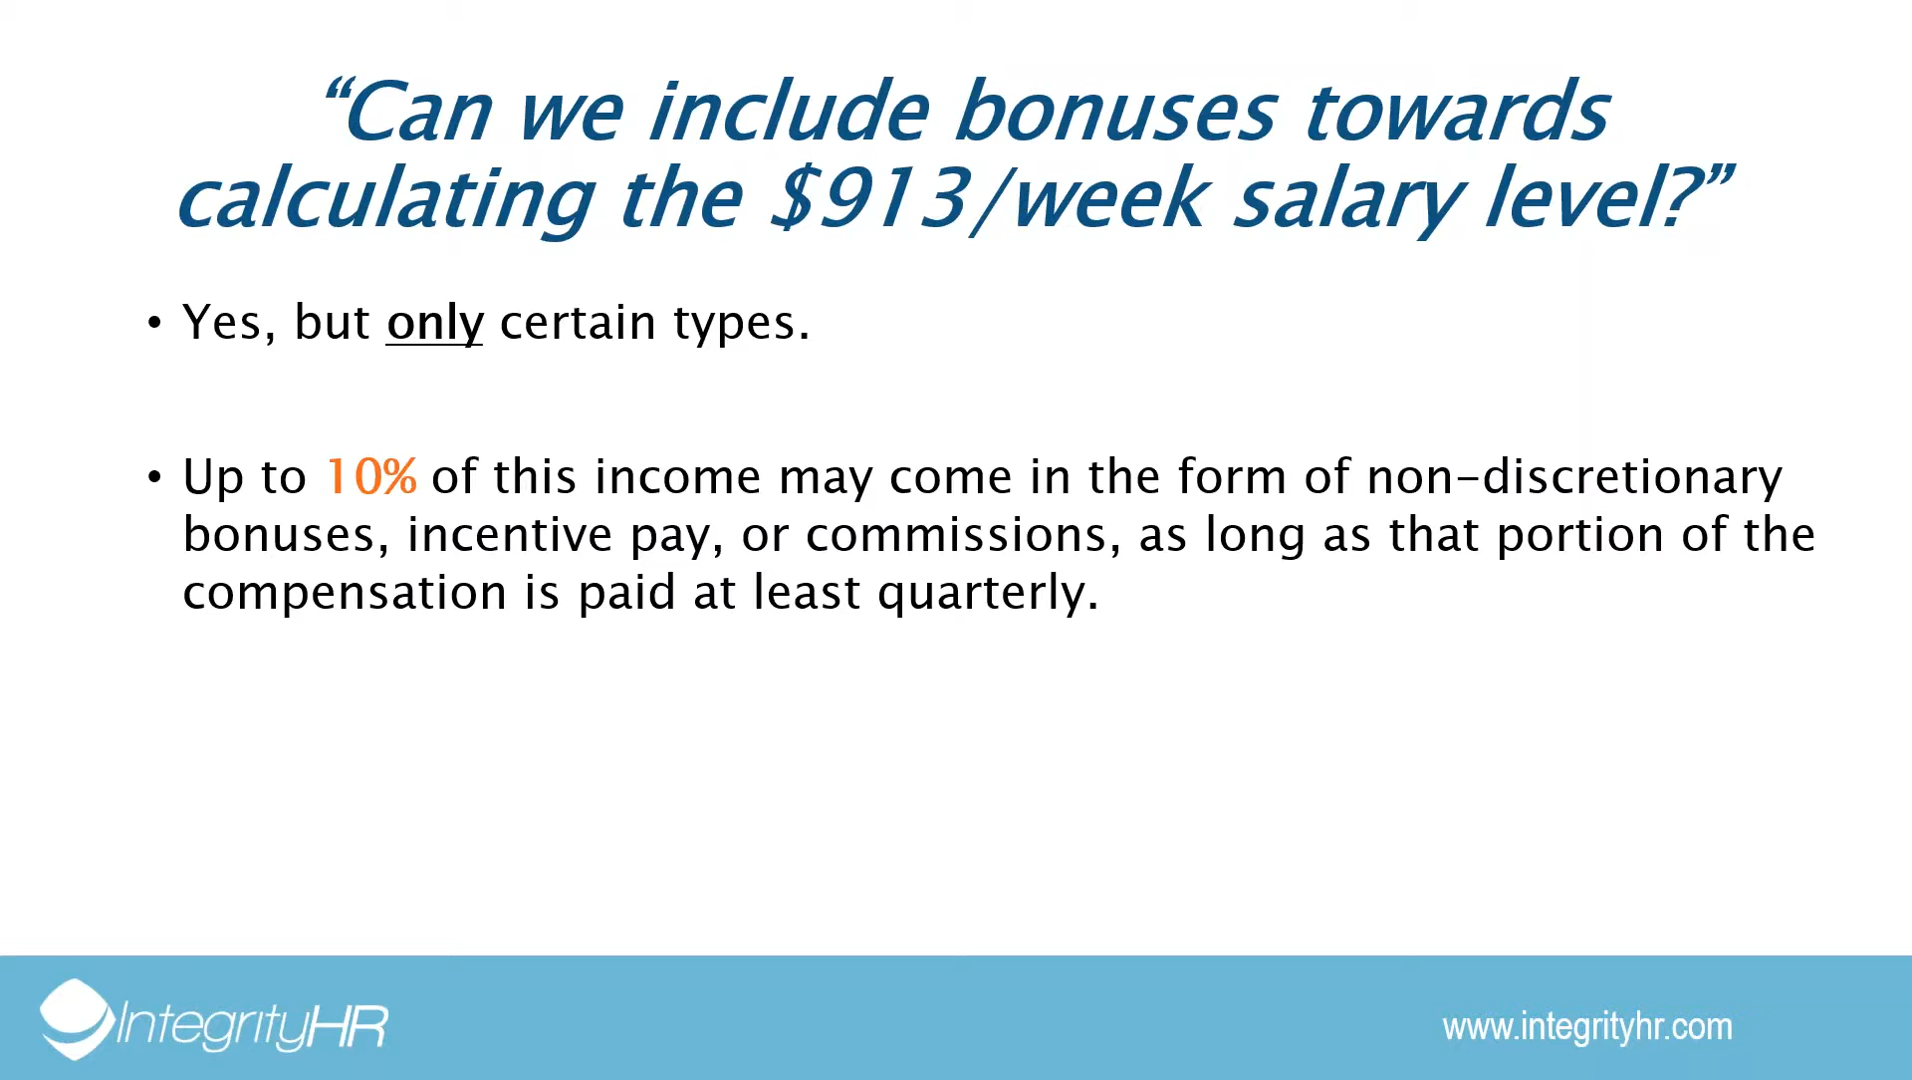 “Can we include bonuses towards
calculating the $913/week salary level?”
• Yes, but only certain types.
• Up to 10% of this income may come in the form of non-discretionary
bonuses, incentive pay, or commissions, as long as that portion of the
compensation is paid at least quarterly.
IntegrityHR
www.integrityhr.com